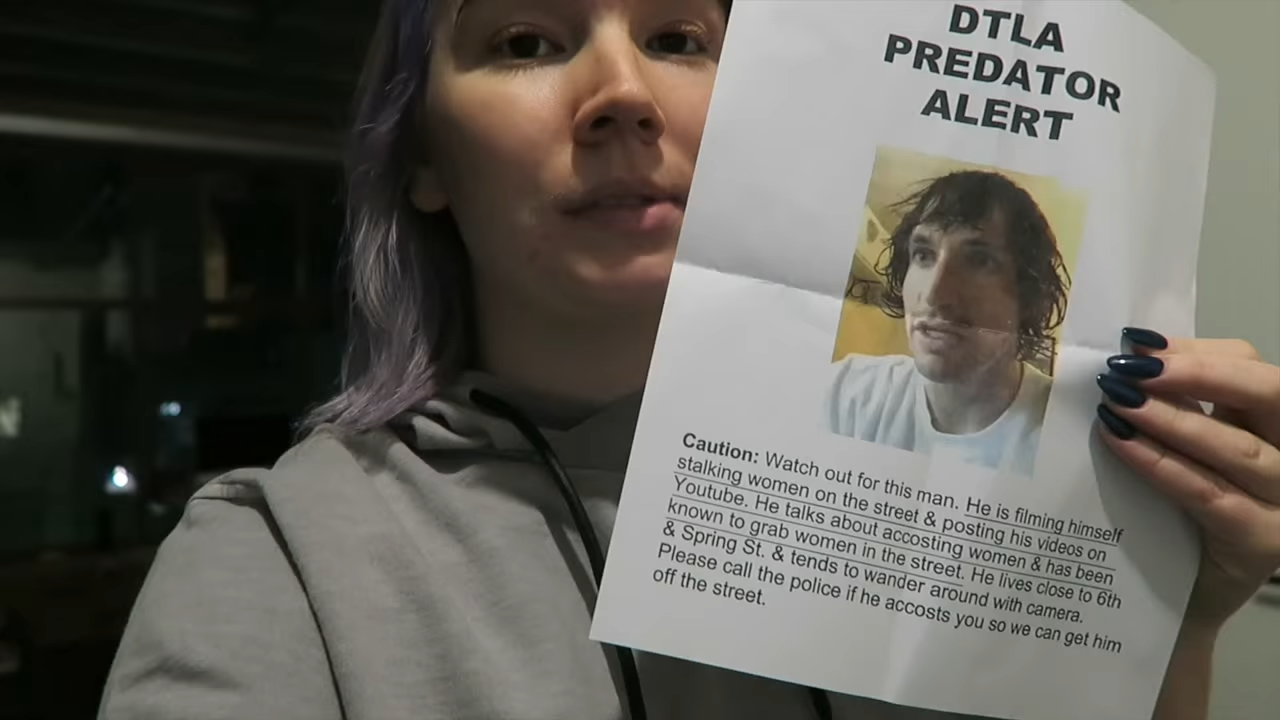 DTLA
PREDATOR
ALERT
Caution: Watch out for this man. He is filming himself
stalking women on the street & posting his videos on
Youtube. He talks about accosting women & has been
known to grab women in the street. He lives close to 6th
& Spring St. & tends to wander around with camera.
Please call the police if he accosts you so we can get him
off the street.